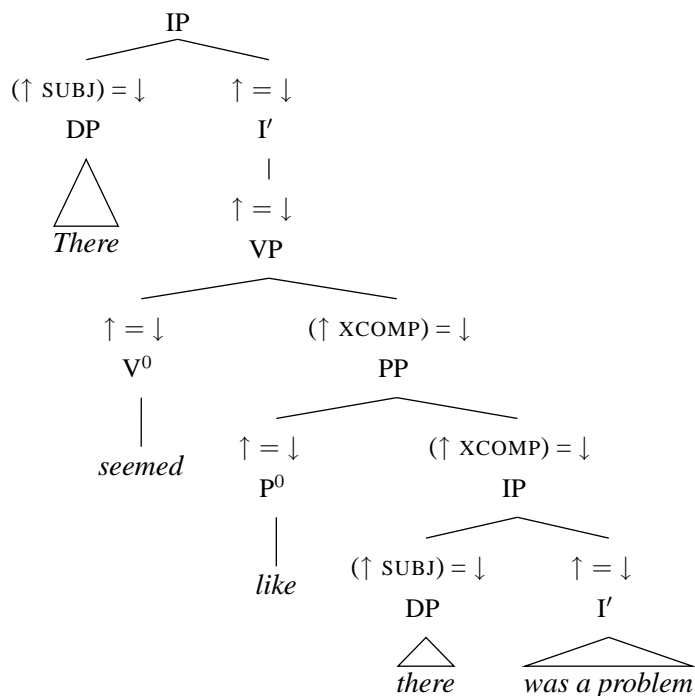 IP
(↑ SUBJ) = ↓ ↑ = ↓
DP I′
↑ = ↓
There VP
↑ = ↓ (↑ XCOMP) = ↓
V⁰ PP
seemed ↑ = ↓ (↑ XCOMP) = ↓
P⁰ IP
like (↑ SUBJ) = ↓ ↑ = ↓
DP I′
there was a problem